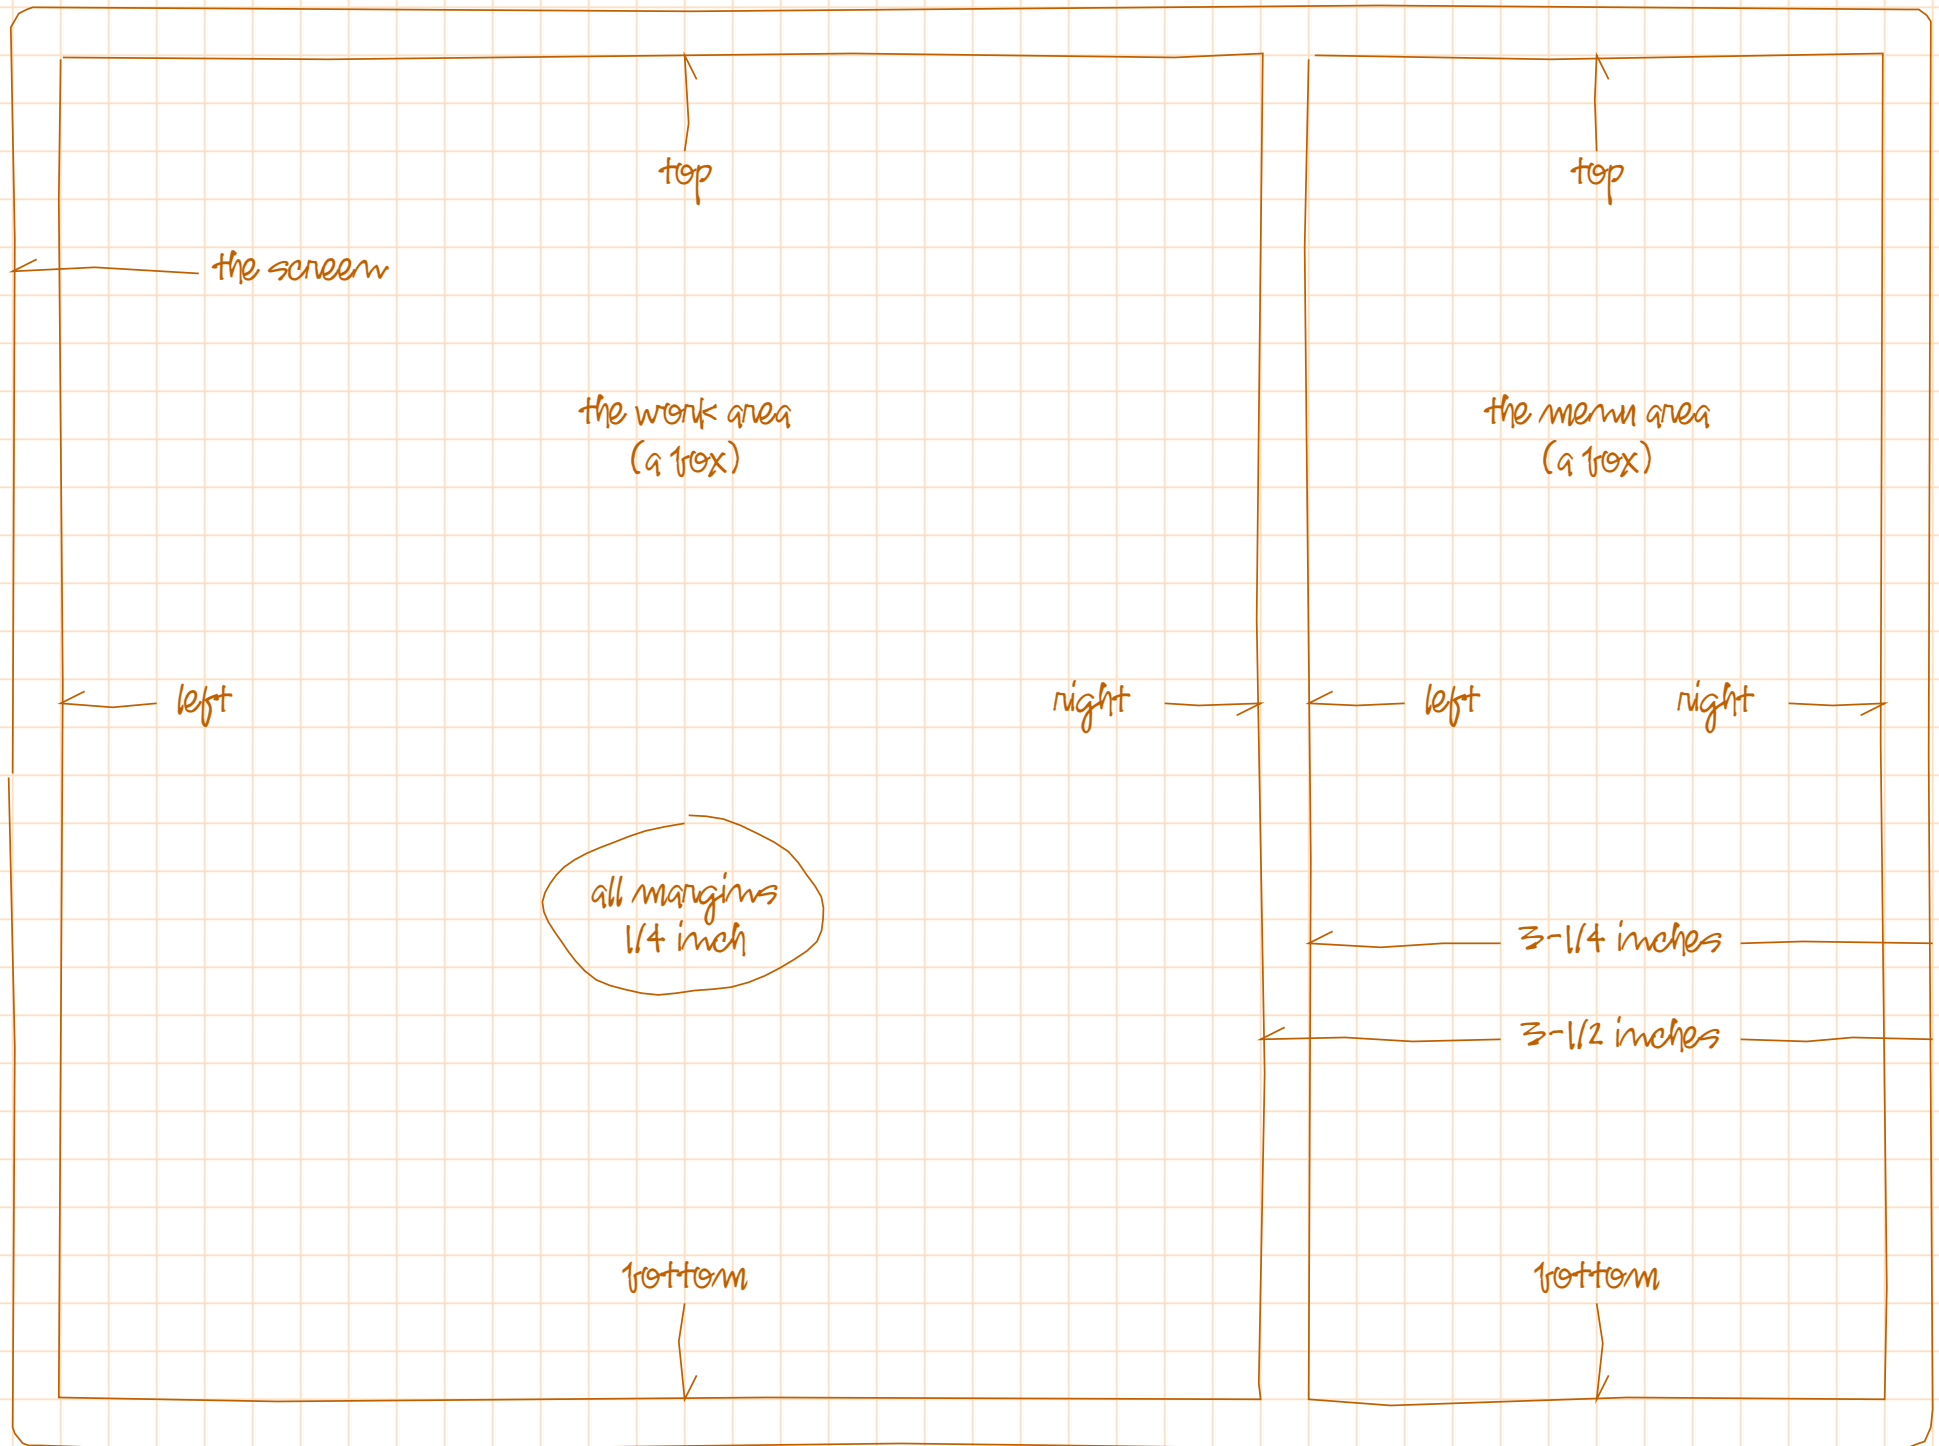 top
top
the screen
the work area
(a box)
the menu area
(a box)
left
right
left
right
all margins
1/4 inch
3-1/4 inches
3-1/2 inches
bottom
bottom